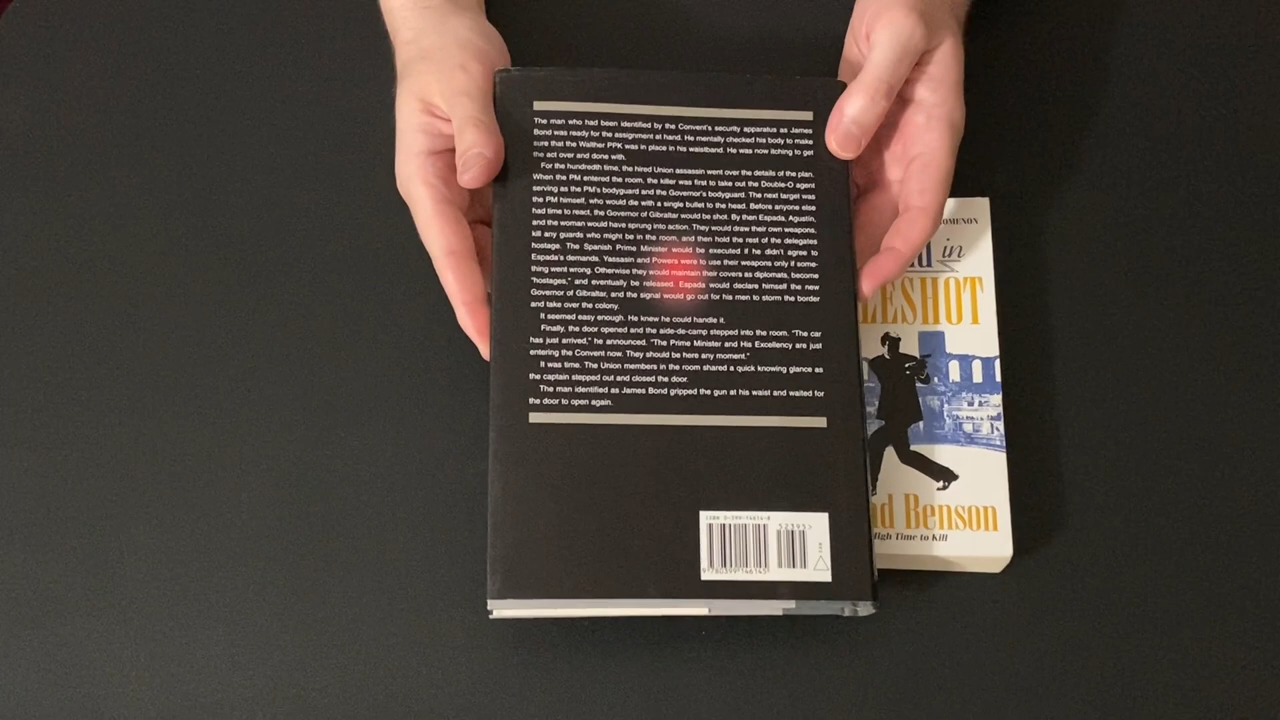 The man who had been identified by the Convent's security apparatus as James
Bond was ready for the assignment at hand. He mentally checked his body to make
sure that the Walther PPK was in place in his waistband. He was now itching to get
the act over and done with.
For the hundredth time, the hired Union assassin went over the details of the plan.
When the PM entered the room, the killer was first to take out the Double-O agent
serving as the PM's bodyguard and the Governor's bodyguard. The next target was
the PM himself, who would die with a single bullet to the head. Before anyone else
had time to react, the Governor of Gibraltar would be shot. By then Espada, Agustín,
and the woman would have sprung into action. They would draw their own weapons,
kill any guards who might be in the room, and then hold the rest of the delegates
hostage. The Spanish Prime Minister would be executed if he didn't agree to
Espada's demands. Yassasin and Powers were to use their weapons only if some-
thing went wrong. Otherwise they would maintain their covers as diplomats, become
"hostages," and eventually be released. Espada would declare himself the new
Governor of Gibraltar, and the signal would go out for his men to storm the border
and take over the colony.
It seemed easy enough. He knew he could handle it.
Finally, the door opened and the aide-de-camp stepped into the room. "The car
has just arrived," he announced. "The Prime Minister and His Excellency are just
entering the Convent now. They should be here any moment."
It was time. The Union members in the room shared a quick knowing glance as
the captain stepped out and closed the door.
The man identified as James Bond gripped the gun at his waist and waited for
the door to open again.
ISBN 0-399-14614-8
52395>
9 780399 146145
OMENON
d in
LESHOT
d Benson
High Time to Kill